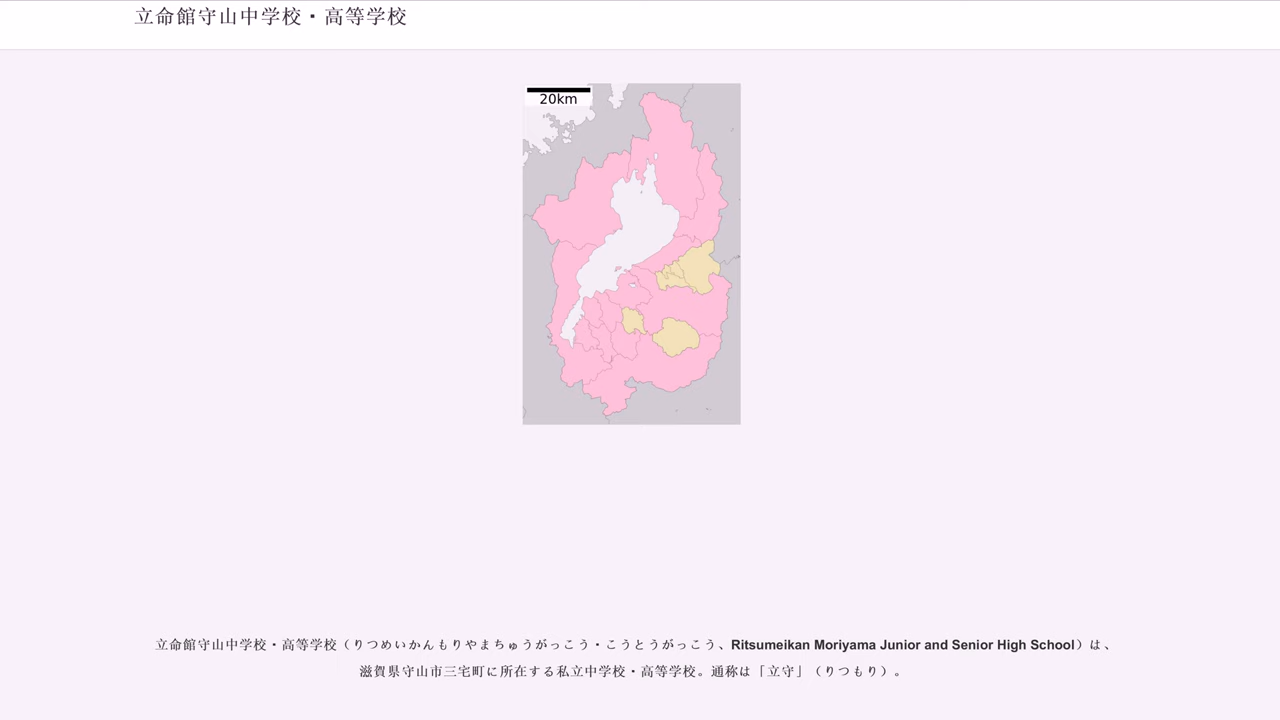 立命館守山中学校・高等学校
20km
立命館守山中学校・高等学校（りつめいかんもりやまちゅうがっこう・こうとうがっこう、Ritsumeikan Moriyama Junior and Senior High School）は、
滋賀県守山市三宅町に所在する私立中学校・高等学校。通称は「立守」（りつもり）。